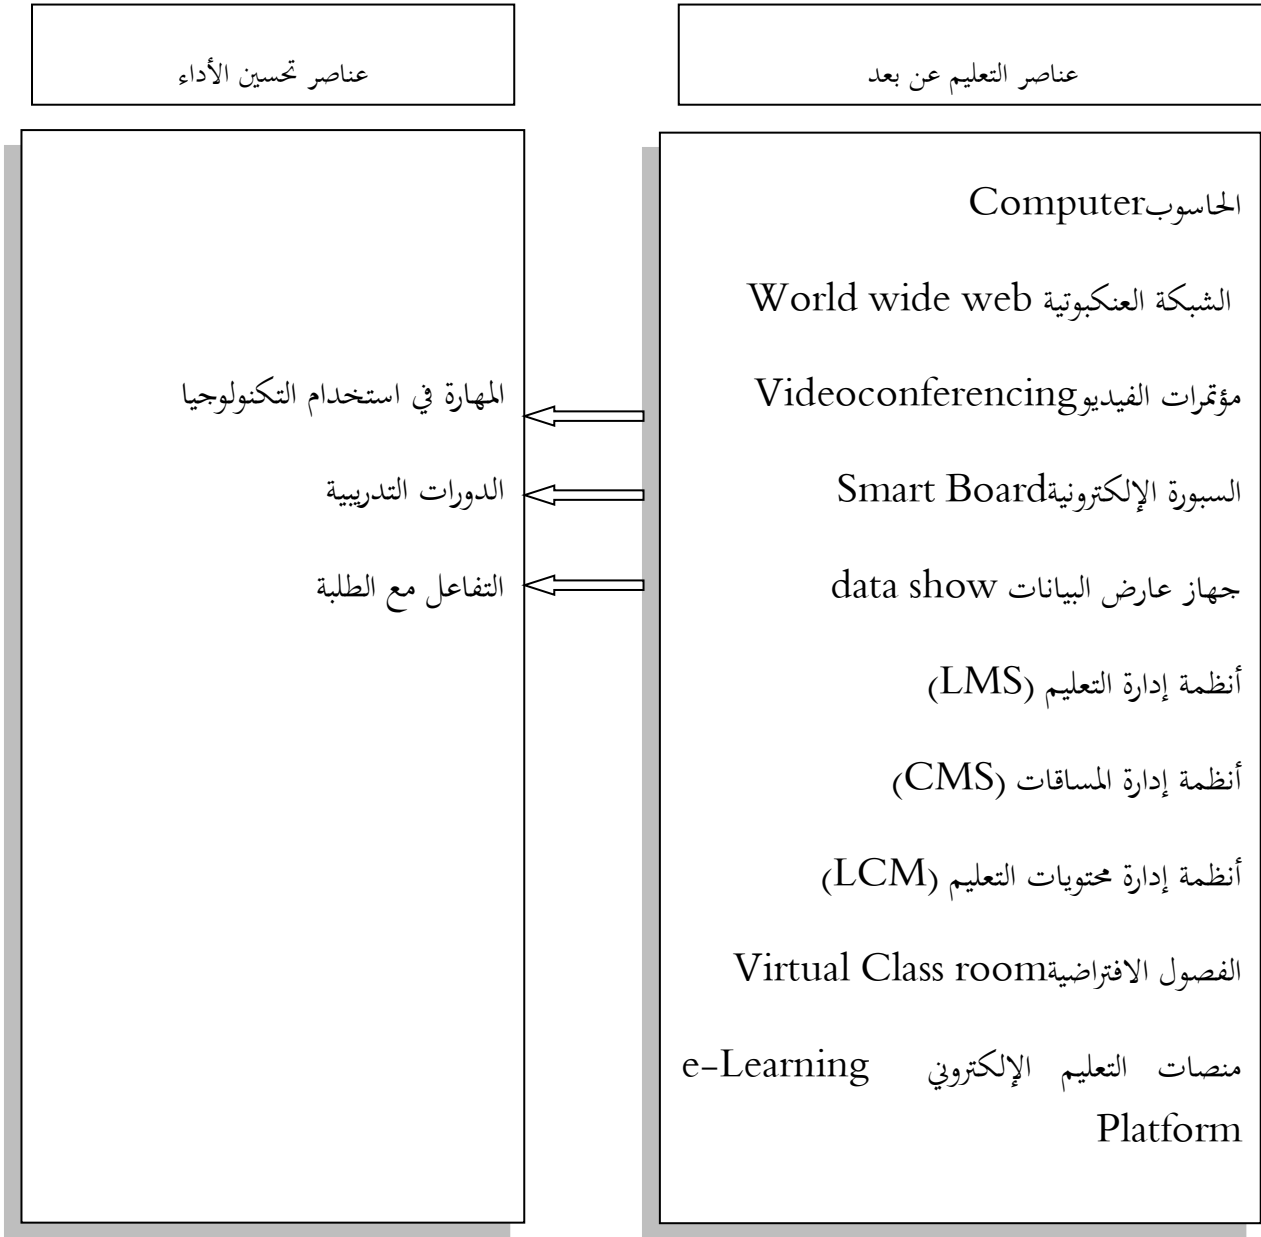 عناصر التعليم عن بعد
عناصر تحسين الأداء
الحاسوبComputer
الشبكة العنكبوتية World wide web
مؤتمرات الفيديوVideoconferencing
السبورة الإلكترونيةSmart Board
جهاز عارض البيانات data show
أنظمة إدارة التعليم (LMS)
أنظمة إدارة المساقات (CMS)
أنظمة إدارة محتويات التعليم (LCM)
الفصول الافتراضيةVirtual Class room
منصات التعليم الإلكتروني e-Learning
Platform
المهارة في استخدام التكنولوجيا
الدورات التدريبية
التفاعل مع الطلبة